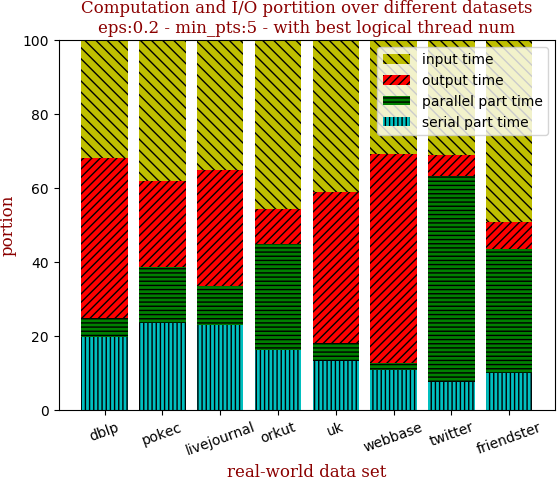 Computation and I/O portition over different datasets
eps:0.2 - min_pts:5 - with best logical thread num
100
80
60
40
20
0
portion
input time
output time
parallel part time
serial part time
dblp
pokec
livejournal
orkut
uk
webbase
twitter
friendster
real-world data set